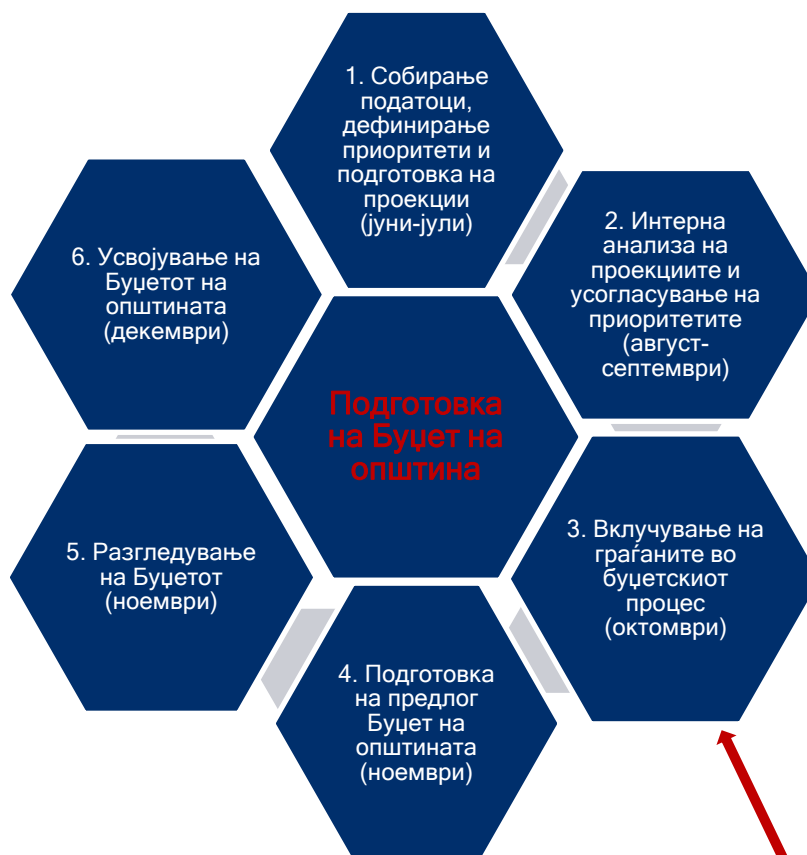 1. Собирање
податоци,
дефинирање
приоритети и
подготовка на
проекции
(јуни-јули)
2. Интерна
анализа на
проекциите и
усогласување на
приоритетите
(август-
септември)
3. Вклучување на
граѓаните во
буџетскиот
процес
(октомври)
4. Подготовка
на предлог
Буџет на
општината
(ноември)
5. Разгледување
на Буџетот
(ноември)
6. Усвојување на
Буџетот на
општината
(декември)
Подготовка
на Буџет на
општина